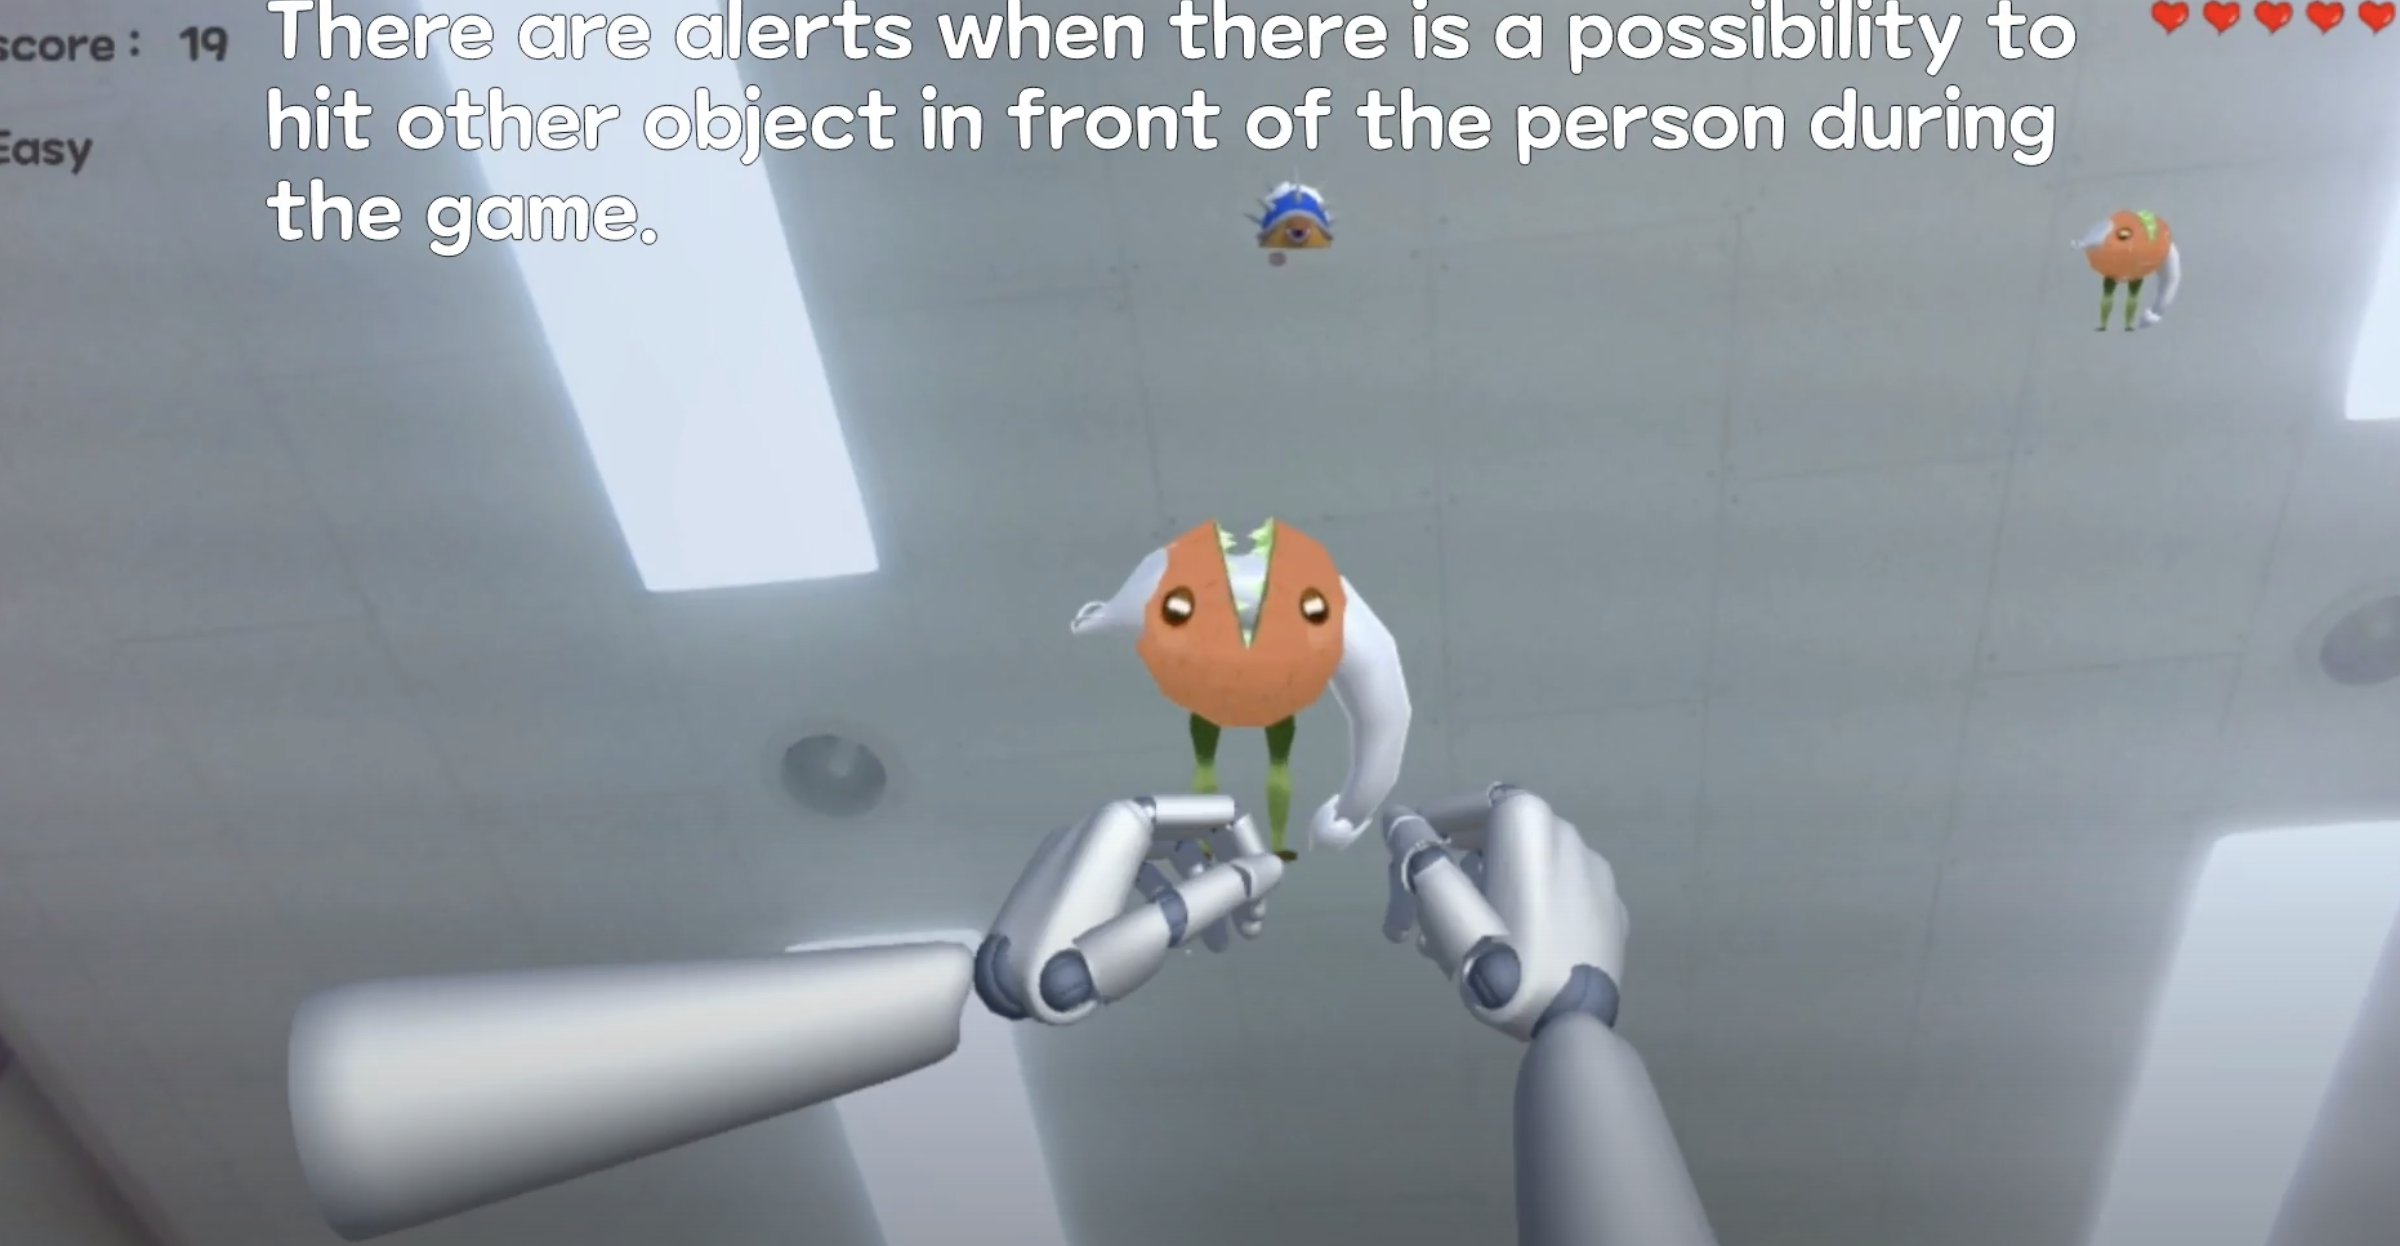 score : 19
There are alerts when there is a possibility to
hit other object in front of the person during
the game.
Easy